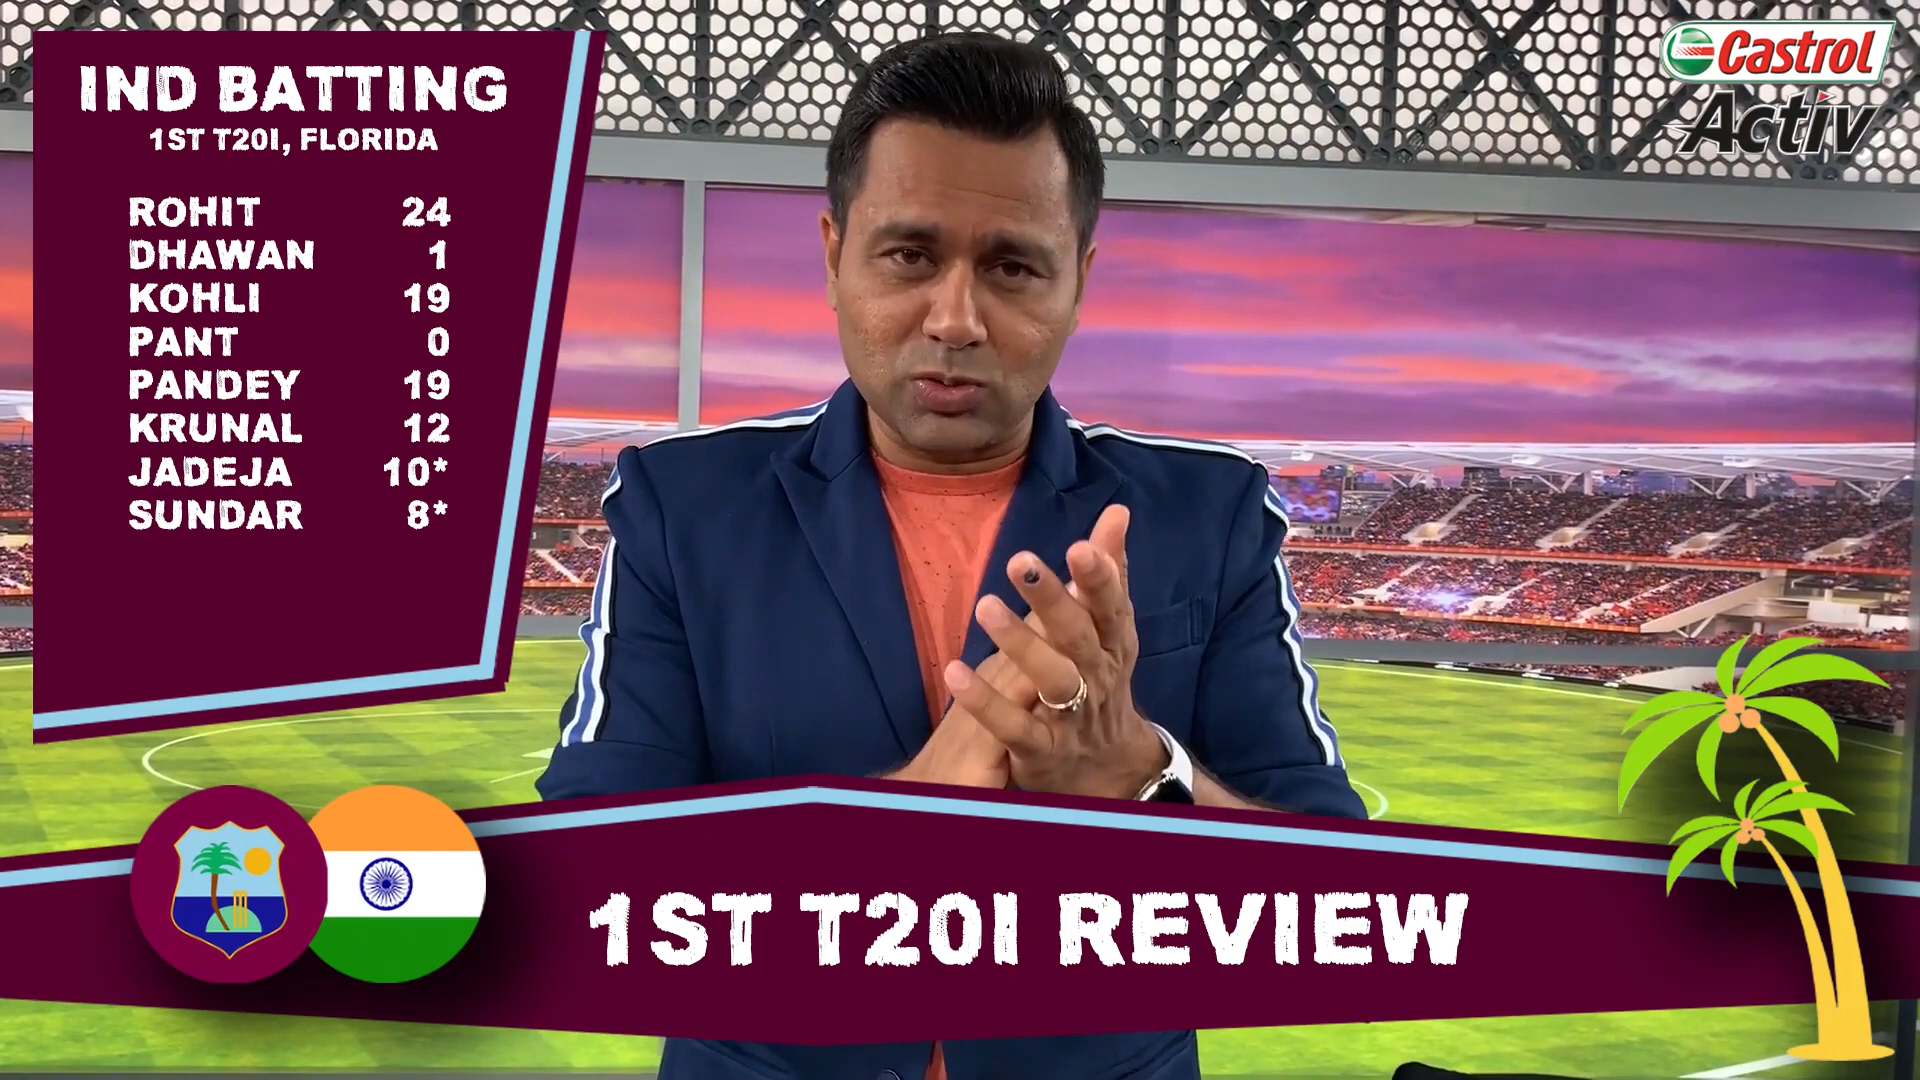 IND BATTING
1ST T20I, FLORIDA
ROHIT 24
DHAWAN 1
KOHLI 19
PANT 0
PANDEY 19
KRUNAL 12
JADEJA 10*
SUNDAR 8*
Castrol
Activ
1ST T20I REVIEW